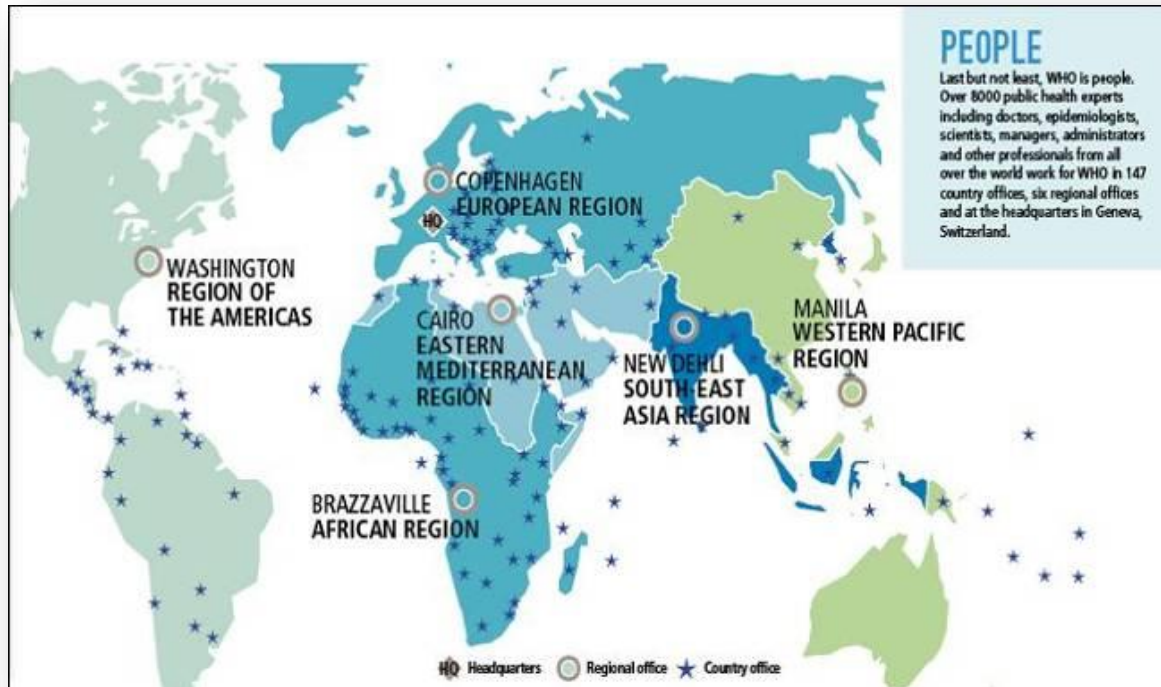 PEOPLE
Last but not least, WHO is people.
Over 8000 public health experts
including doctors, epidemiologists,
scientists, managers, administrators
and other professionals from all
over the world work for WHO in 147
country offices, six regional offices
and at the headquarters in Geneva,
Switzerland.
COPENHAGEN
EUROPEAN REGION
HQ
WASHINGTON
REGION OF
THE AMERICAS
CAIRO
EASTERN
MEDITERRANEAN
REGION
NEW DEHLI
SOUTH-EAST
ASIA REGION
MANILA
WESTERN PACIFIC
REGION
BRAZZAVILLE
AFRICAN REGION
HQ Headquarters Regional office Country office